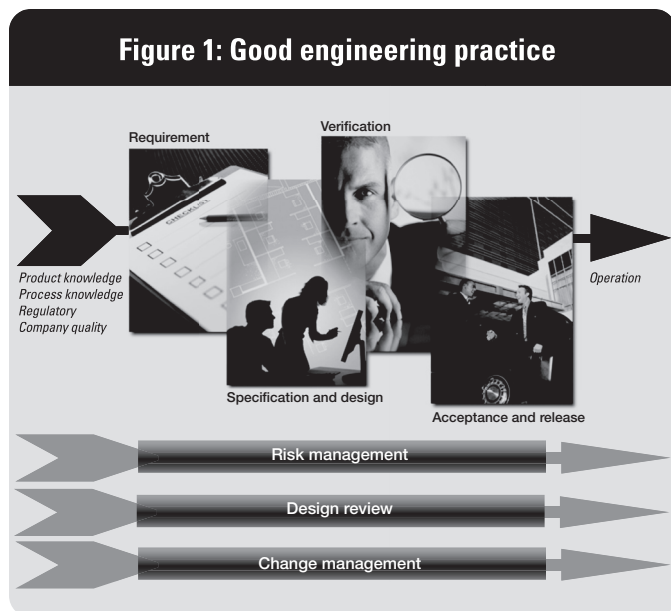 Figure 1: Good engineering practice
Requirement
Verification
CHECKLIST
Product knowledge
Process knowledge
Regulatory
Company quality
Operation
Specification and design
Acceptance and release
Risk management
Design review
Change management